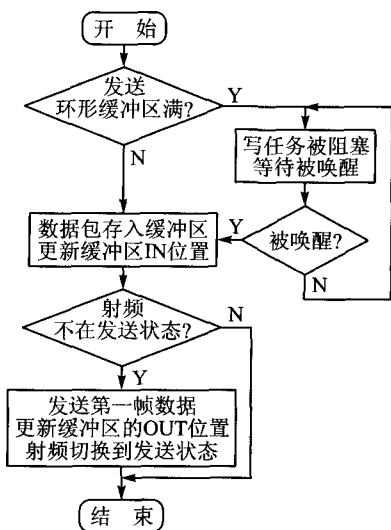 开 始
发送
环形缓冲区满?
Y
N
写任务被阻塞
等待被唤醒
数据包存入缓冲区
更新缓冲区IN位置
Y
被唤醒?
N
射频
不在发送状态?
N
Y
发送第一帧数据
更新缓冲区的OUT位置
射频切换到发送状态
结 束